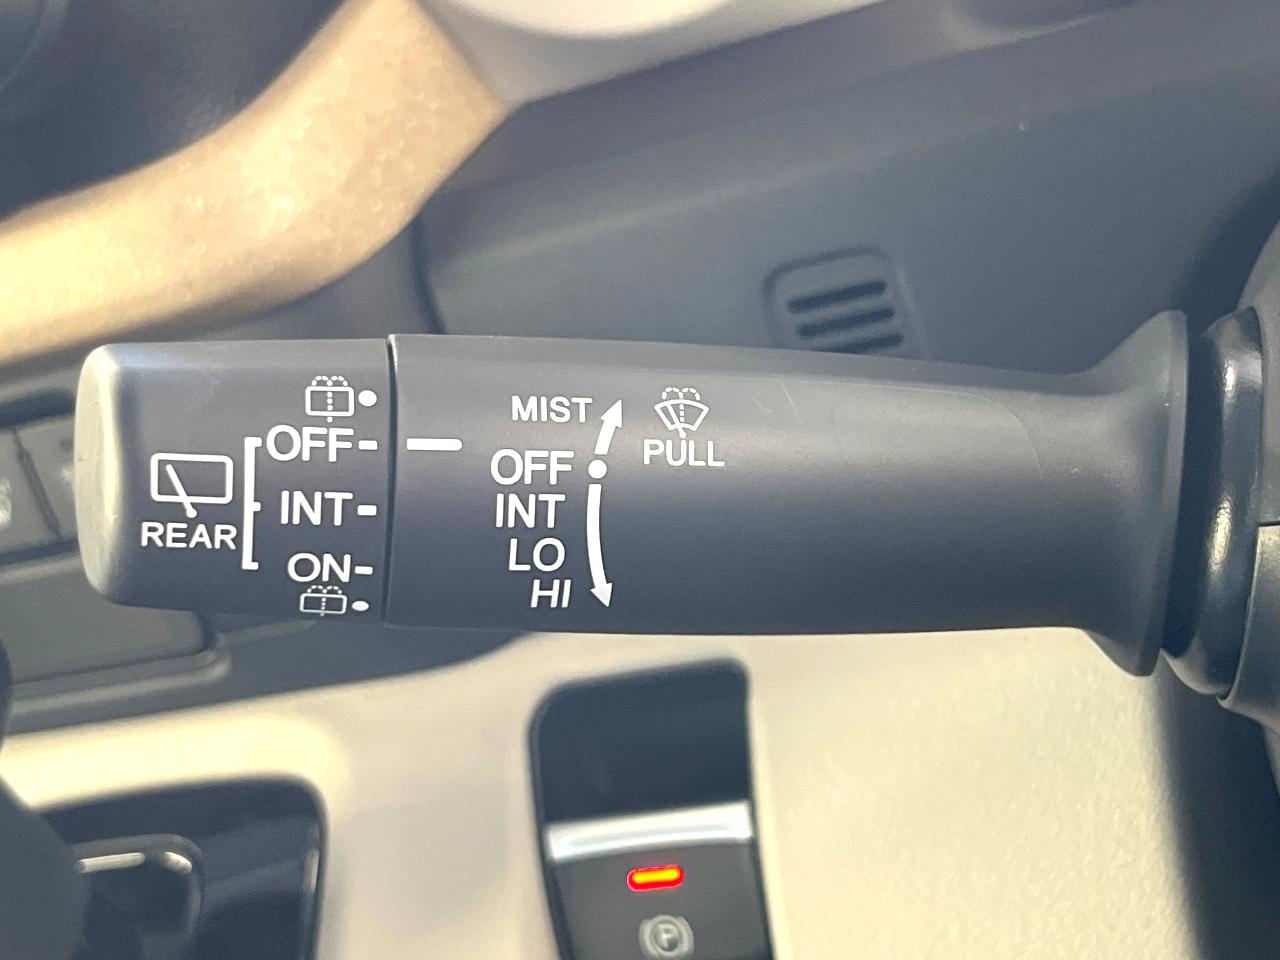 OFF-
INT-
ON-
REAR
MIST
OFF
INT
LO
HI
PULL
P